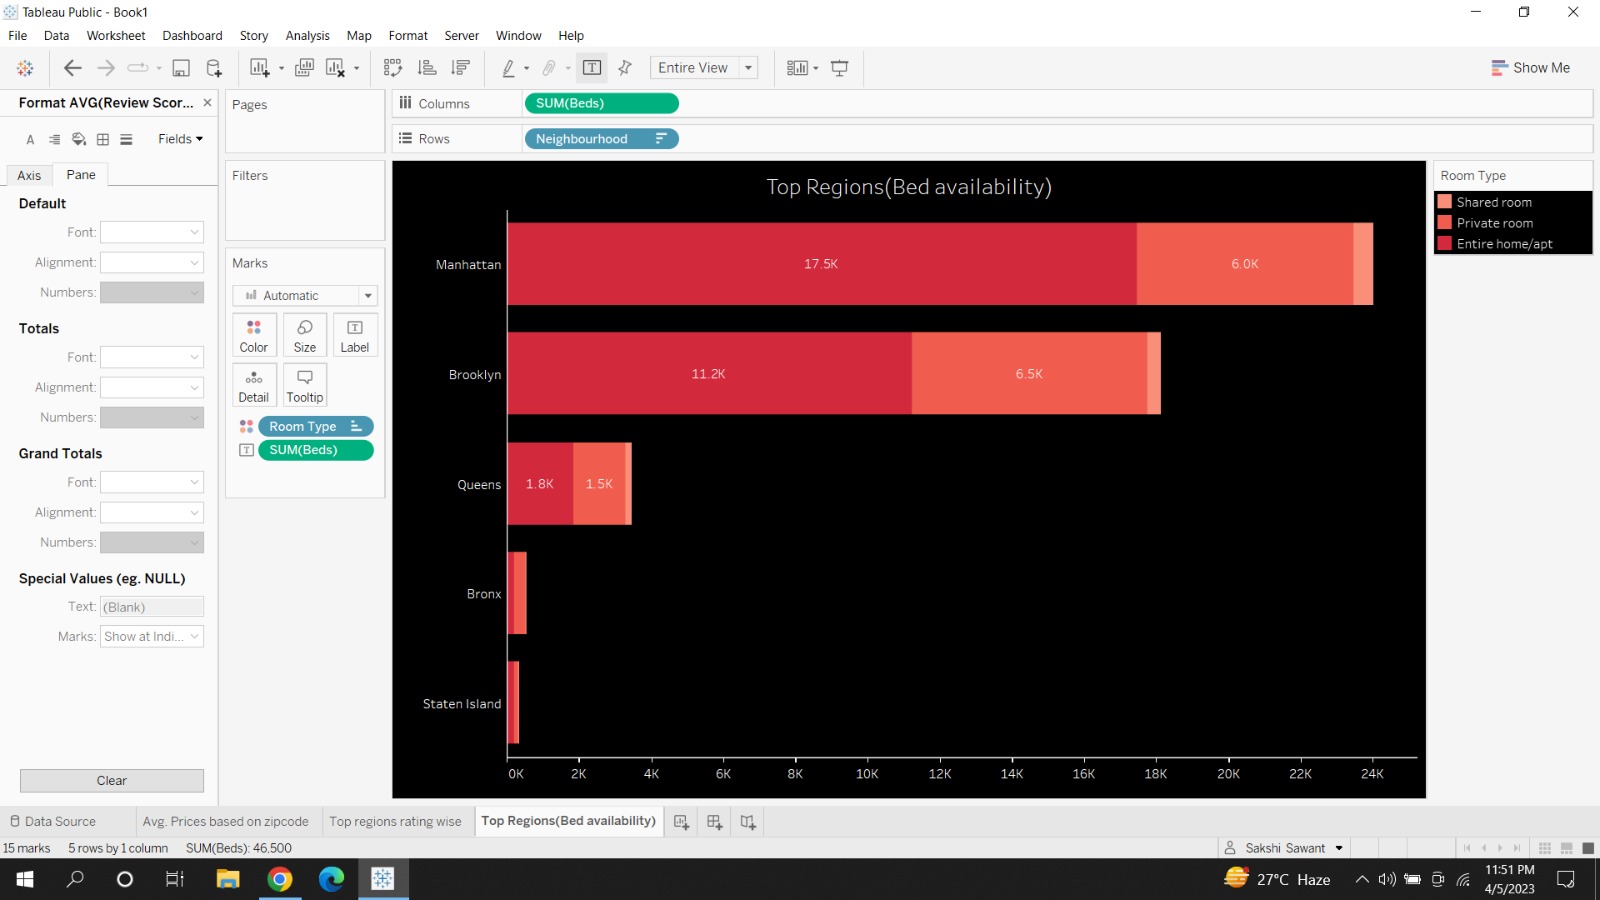 Tableau Public - Book1
File Data Worksheet Dashboard Story Analysis Map Format Server Window Help
Entire View
Show Me
Format AVG(Review Scor...
Fields
Axis
Pane
Default
Font:
Alignment:
Numbers:
Totals
Font:
Alignment:
Numbers:
Grand Totals
Font:
Alignment:
Numbers:
Special Values (eg. NULL)
Text: (Blank)
Marks: Show at Indi...
Clear
Pages
Filters
Marks
Automatic
Color Size Label
Detail Tooltip
Room Type
SUM(Beds)
Columns SUM(Beds)
Rows Neighbourhood
Top Regions(Bed availability)
Manhattan 17.5K 6.0K
Brooklyn 11.2K 6.5K
Queens 1.8K 1.5K
Bronx
Staten Island
0K 2K 4K 6K 8K 10K 12K 14K 16K 18K 20K 22K 24K
Room Type
Shared room
Private room
Entire home/apt
Data Source Avg. Prices based on zipcode Top regions rating wise Top Regions(Bed availability)
15 marks 5 rows by 1 column SUM(Beds): 46,500
Sakshi Sawant
27°C Haze
11:51 PM
4/5/2023